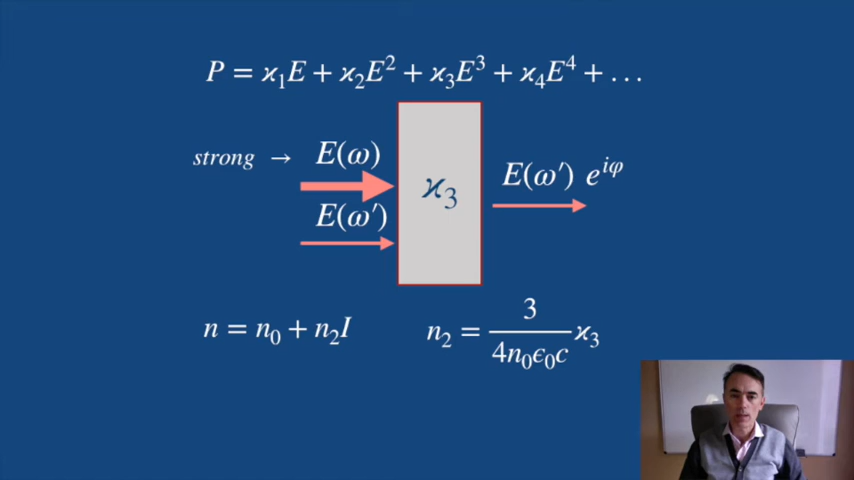 P = ϰ₁E + ϰ₂E² + ϰ₃E³ + ϰ₄E⁴ + …
strong → E(ω)
E(ω′)
ϰ₃
E(ω′) e^{iφ}
n = n₀ + n₂I
n₂ = 3/(4n₀ϵ₀c) ϰ₃